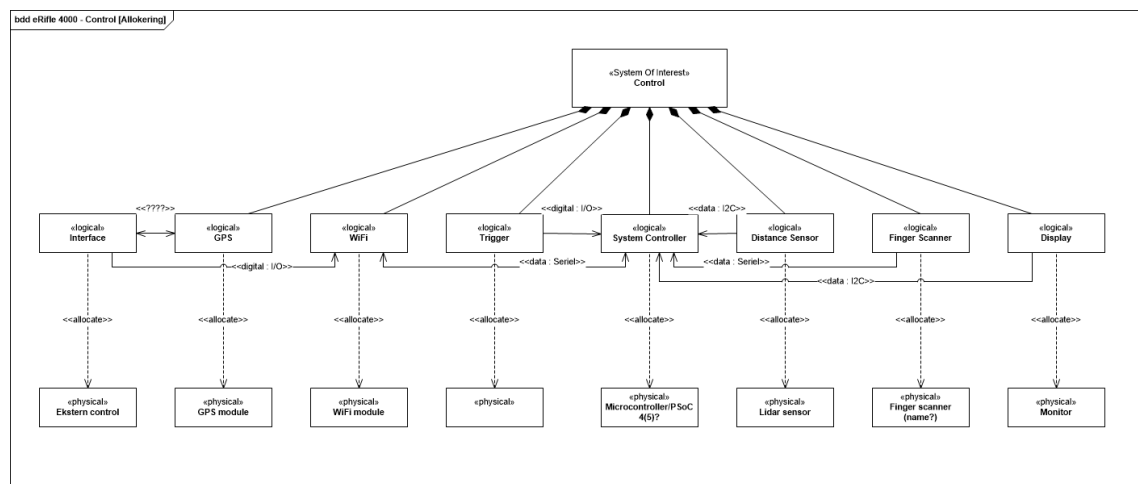 bdd eRifle 4000 - Control [Allokering]
«System Of Interest»
Control
<<????>>
<<digital : I/O>>
<<data : I2C>>
«logical»
Interface
«logical»
GPS
«logical»
WiFi
«logical»
Trigger
«logical»
System Controller
«logical»
Distance Sensor
«logical»
Finger Scanner
«logical»
Display
<<digital : I/O>>
<<data : Seriel>>
<<data : Seriel>>
<<data : I2C>>
<<allocate>>
<<allocate>>
<<allocate>>
<<allocate>>
<<allocate>>
<<allocate>>
<<allocate>>
<<allocate>>
«physical»
Ekstern control
«physical»
GPS module
«physical»
WiFi module
«physical»
«physical»
Microcontroller/PSoC
4(5)?
«physical»
Lidar sensor
«physical»
Finger scanner
(name?)
«physical»
Monitor